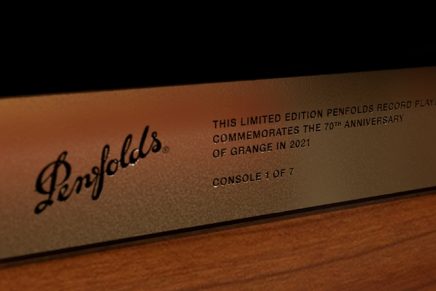 Penfolds®
THIS LIMITED EDITION PENFOLDS RECORD
COMMEMORATES THE 70TH ANNIVERSARY
OF GRANGE IN 2021
CONSOLE 1 OF 7